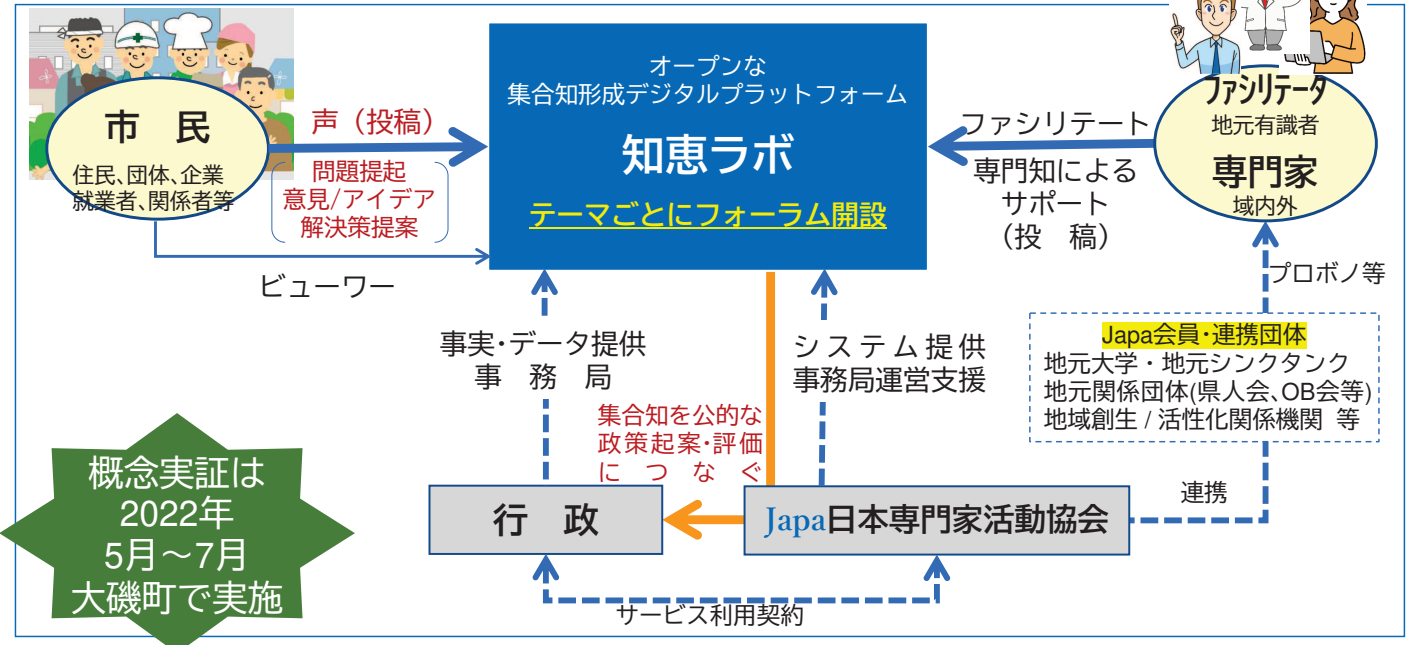 オープンな
集合知形成デジタルプラットフォーム
知恵ラボ
テーマごとにフォーラム開設
市 民
住民、団体、企業
就業者、関係者等
声（投稿）
問題提起
意見/アイデア
解決策提案
ビューワー
ファシリテート
専門知による
サポート
（投 稿）
ファシリテータ
地元有識者
専門家
域内外
プロボノ等
Japa会員・連携団体
地元大学・地元シンクタンク
地元関係団体(県人会、OB会等)
地域創生 / 活性化関係機関 等
連携
事実・データ提供
事 務 局
システム提供
事務局運営支援
集合知を公的な
政策起案・評価
につなぐ
行 政
Japa日本専門家活動協会
サービス利用契約
概念実証は
2022年
5月～7月
大磯町で実施